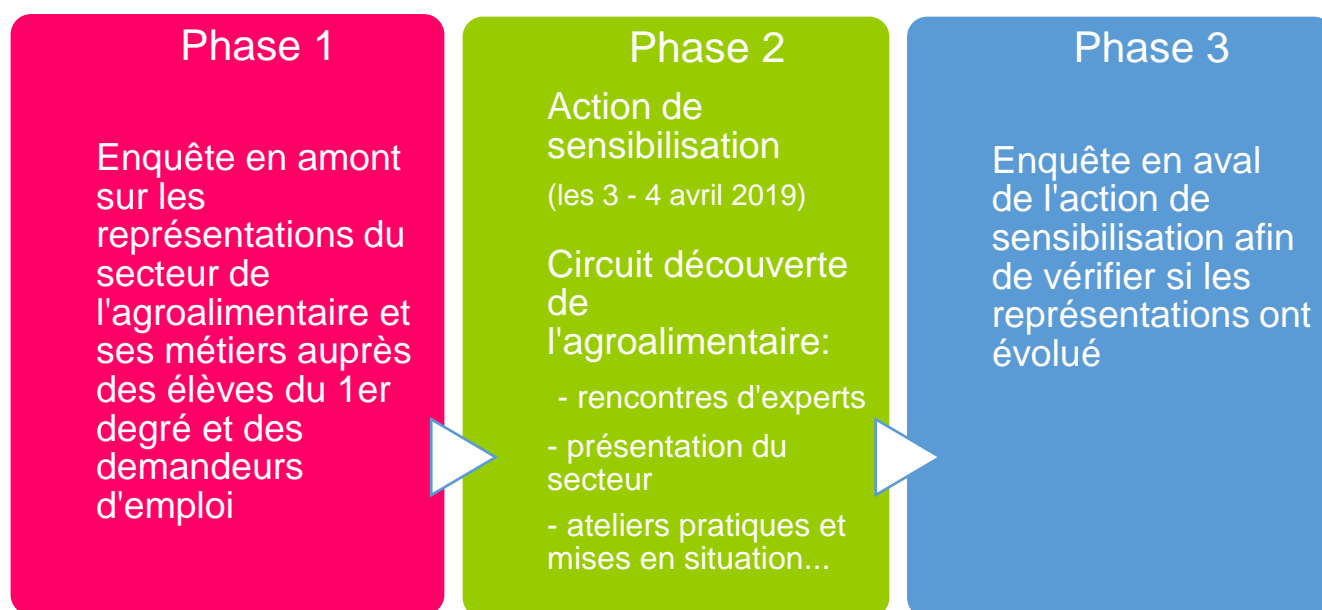 Phase 1
Enquête en amont
sur les
représentations du
secteur de
l'agroalimentaire et
ses métiers auprès
des élèves du 1er
degré et des
demandeurs
d'emploi
Phase 2
Action de
sensibilisation
(les 3 - 4 avril 2019)
Circuit découverte
de
l'agroalimentaire:
- rencontres d'experts
- présentation du
secteur
- ateliers pratiques et
mises en situation...
Phase 3
Enquête en aval
de l'action de
sensibilisation afin
de vérifier si les
représentations ont
évolué